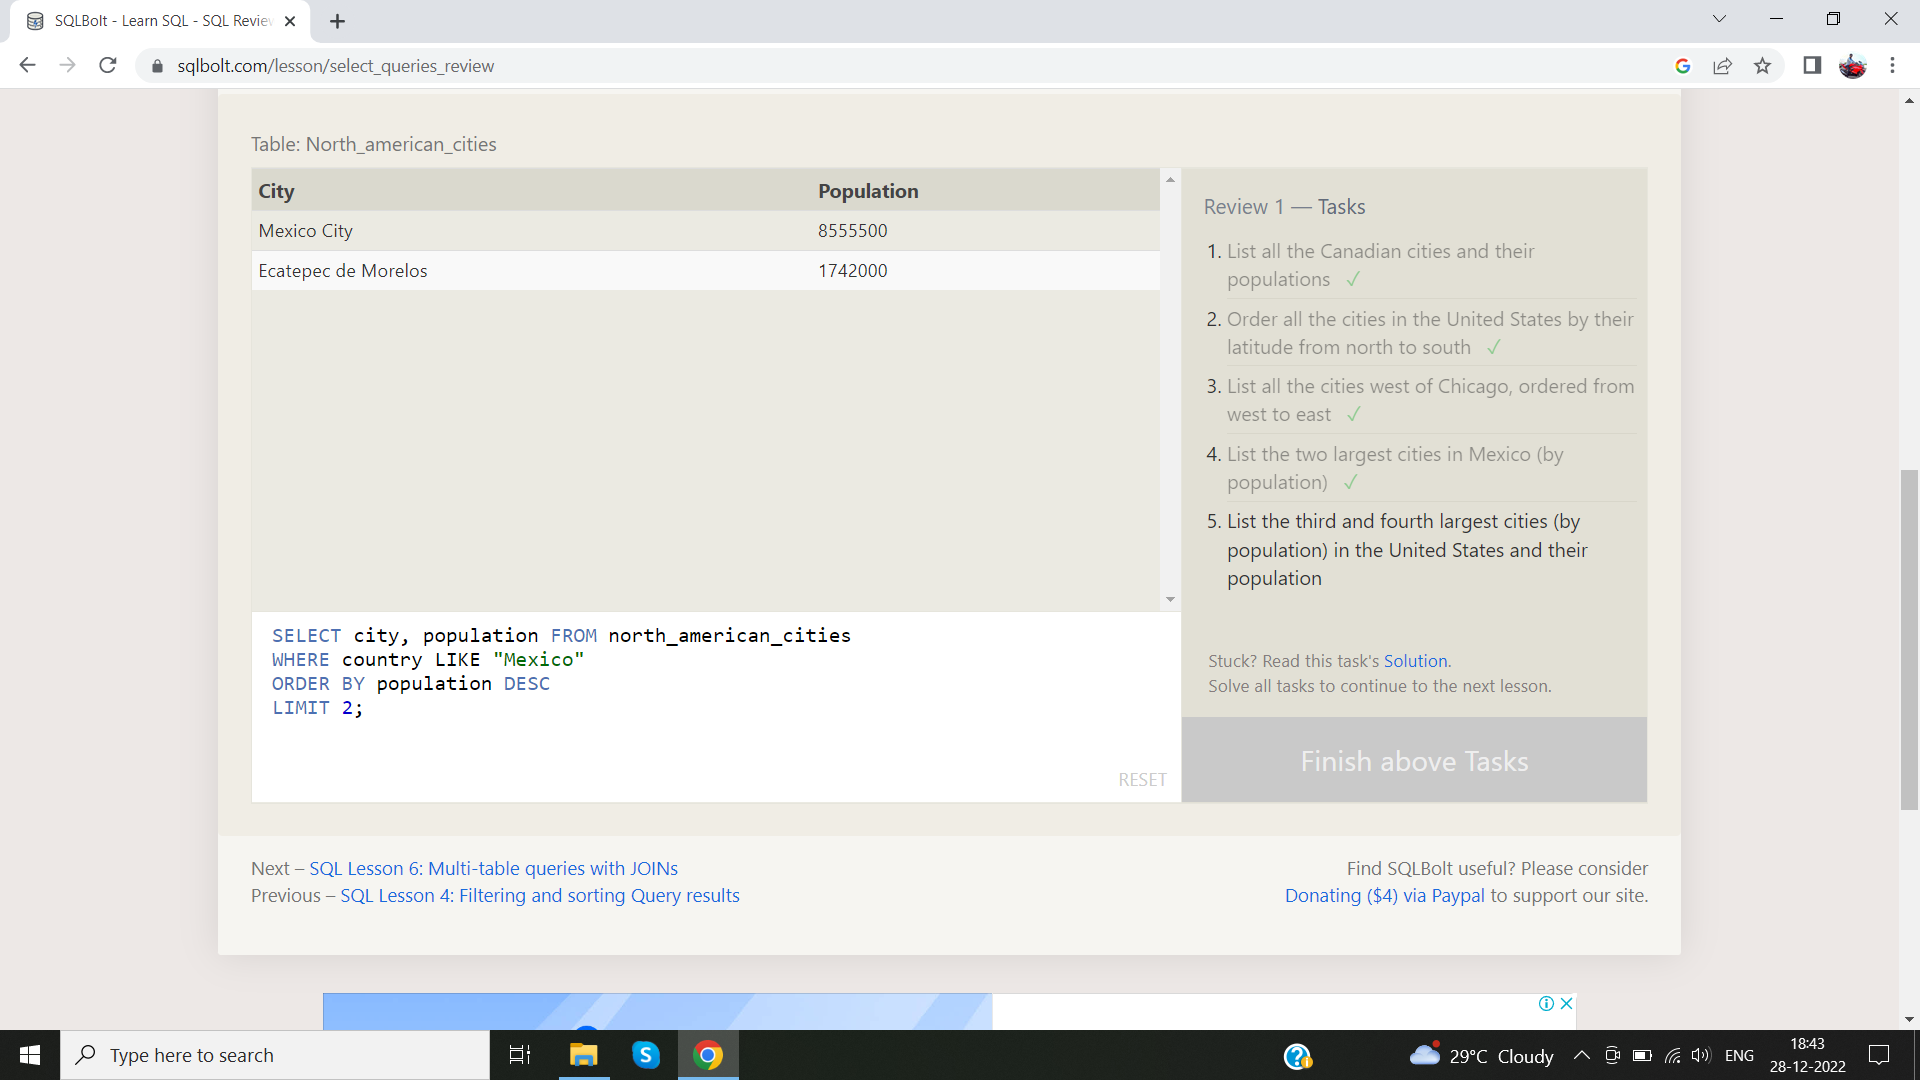 SQLBolt - Learn SQL - SQL Review
sqlbolt.com/lesson/select_queries_review
Table: North_american_cities
City Population
Mexico City 8555500
Ecatepec de Morelos 1742000
Review 1 — Tasks
1. List all the Canadian cities and their
populations ✓
2. Order all the cities in the United States by their
latitude from north to south ✓
3. List all the cities west of Chicago, ordered from
west to east ✓
4. List the two largest cities in Mexico (by
population) ✓
5. List the third and fourth largest cities (by
population) in the United States and their
population
Stuck? Read this task's Solution.
Solve all tasks to continue to the next lesson.
Finish above Tasks
SELECT city, population FROM north_american_cities
WHERE country LIKE "Mexico"
ORDER BY population DESC
LIMIT 2;
RESET
Next – SQL Lesson 6: Multi-table queries with JOINs
Previous – SQL Lesson 4: Filtering and sorting Query results
Find SQLBolt useful? Please consider
Donating ($4) via Paypal to support our site.
Type here to search
29°C Cloudy
ENG
18:43
28-12-2022